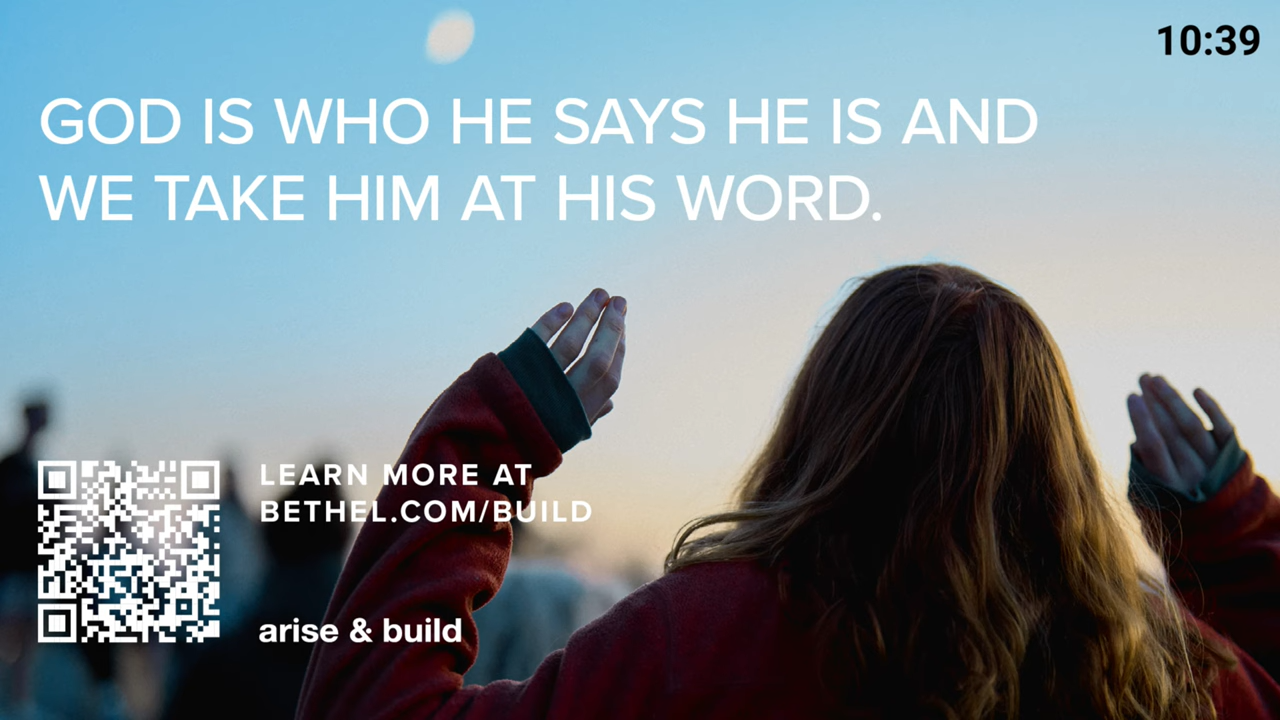 10:39
GOD IS WHO HE SAYS HE IS AND
WE TAKE HIM AT HIS WORD.
LEARN MORE AT
BETHEL.COM/BUILD
arise & build